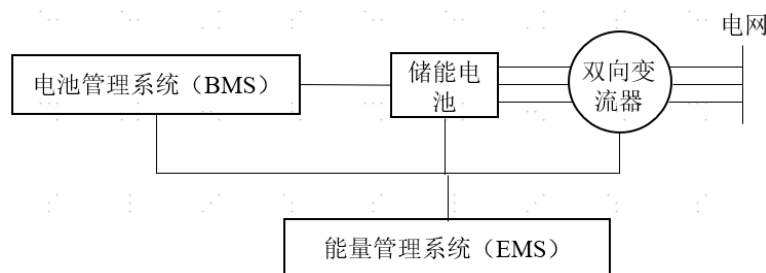 电网
电池管理系统（BMS）
储能电
池
双向变
流器
能量管理系统（EMS）